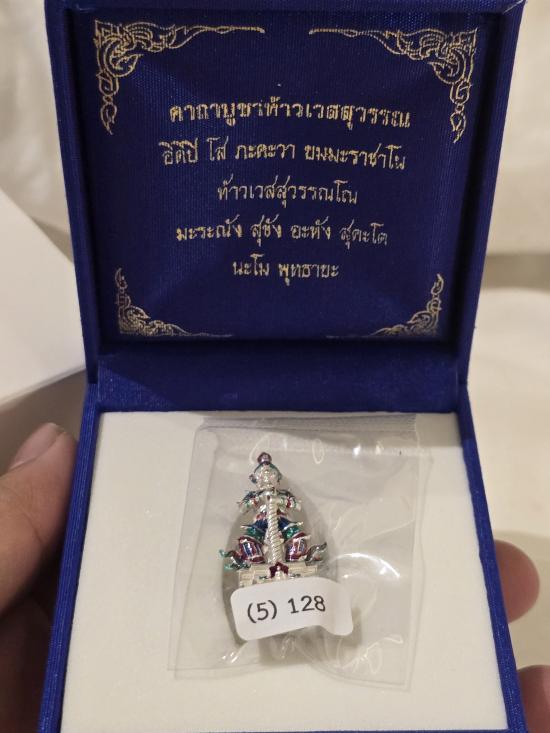 คาถาบูชาท้าวเวสสุวรรณ
อิติปิ โส ภะคะวา ยมมะราชาโน
ท้าวเวสสุวรรณโณ
มะระณัง สุขัง อะหัง สุคะโต
นะโม พุทธายะ
(5) 128